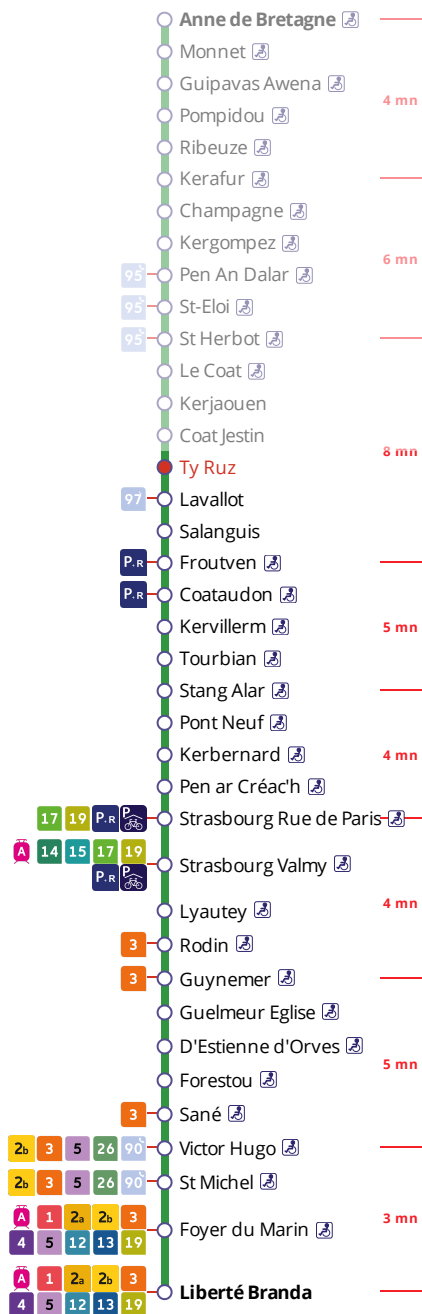 Anne de Bretagne
Monnet
Guipavas Awena
4 mn
Pompidou
Ribeuze
Kerafur
Champagne
Kergompez
6 mn
95 Pen An Dalar
95 St-Eloi
95 St Herbot
Le Coat
Kerjaouen
Coat Jestin
8 mn
Ty Ruz
97 Lavallot
Salanguis
P+R Froutven
P+R Coataudon
Kervillerm
5 mn
Tourbian
Stang Alar
Pont Neuf
Kerbernard
4 mn
Pen ar Créac'h
17 19 P+R P Strasbourg Rue de Paris
A 14 15 17 19
P+R P
Strasbourg Valmy
4 mn
Lyautey
3 Rodin
3 Guynemer
Guelmeur Eglise
D'Estienne d'Orves
5 mn
Forestou
3 Sané
2b 3 5 26 90 Victor Hugo
2b 3 5 26 90 St Michel
A 1 2a 2b 3
4 5 12 13 19
Foyer du Marin
3 mn
A 1 2a 2b 3
4 5 12 13 19
Liberté Branda